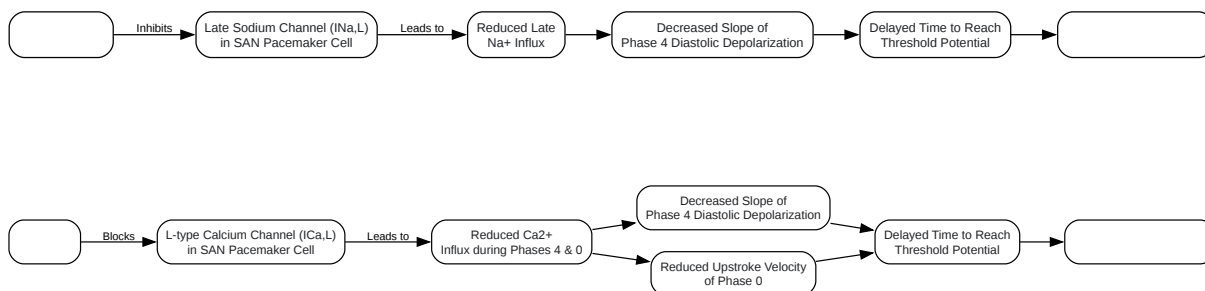 Inhibits
Late Sodium Channel (INa,L)
in SAN Pacemaker Cell
Leads to
Reduced Late
Na+ Influx
Decreased Slope of
Phase 4 Diastolic Depolarization
Delayed Time to Reach
Threshold Potential
Blocks
L-type Calcium Channel (ICa,L)
in SAN Pacemaker Cell
Leads to
Reduced Ca2+
Influx during Phases 4 & 0
Decreased Slope of
Phase 4 Diastolic Depolarization
Reduced Upstroke Velocity
of Phase 0
Delayed Time to Reach
Threshold Potential